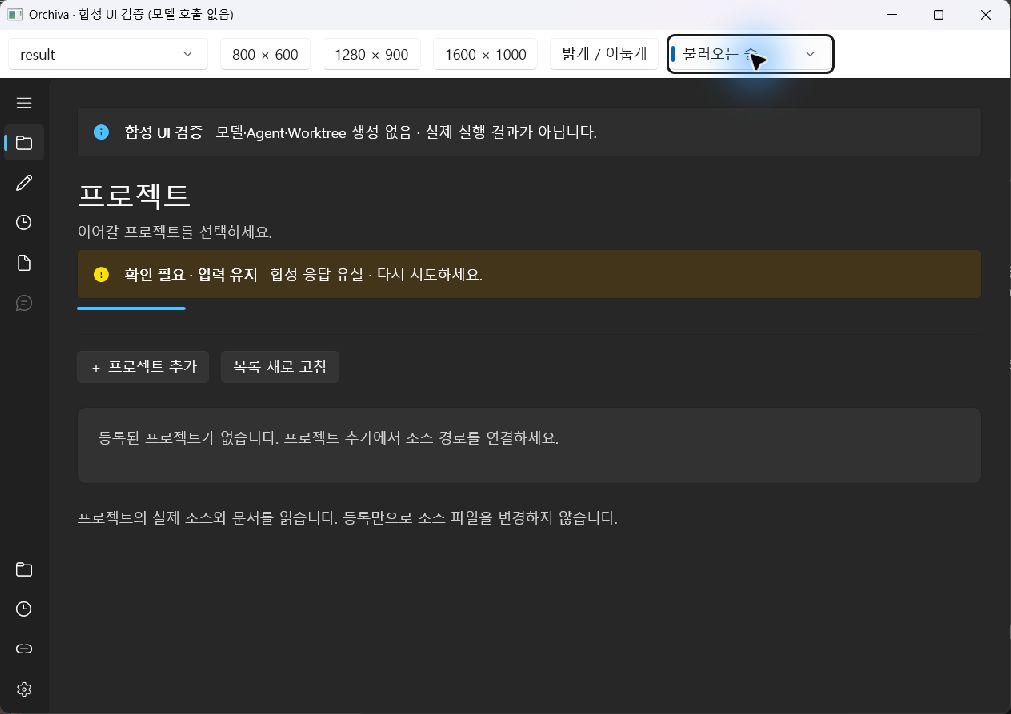 Orchiva · 합성 UI 검증 (모델 호출 없음)
result
800 × 600
1280 × 900
1600 × 1000
밝게 / 어둡게
불러오는 중
합성 UI 검증 모델·Agent·Worktree 생성 없음 · 실제 실행 결과가 아닙니다.
프로젝트
이어갈 프로젝트를 선택하세요.
확인 필요 · 입력 유지 합성 응답 유실 · 다시 시도하세요.
+ 프로젝트 추가
목록 새로 고침
등록된 프로젝트가 없습니다. 프로젝트 추가에서 소스 경로를 연결하세요.
프로젝트의 실제 소스와 문서를 읽습니다. 등록만으로 소스 파일을 변경하지 않습니다.